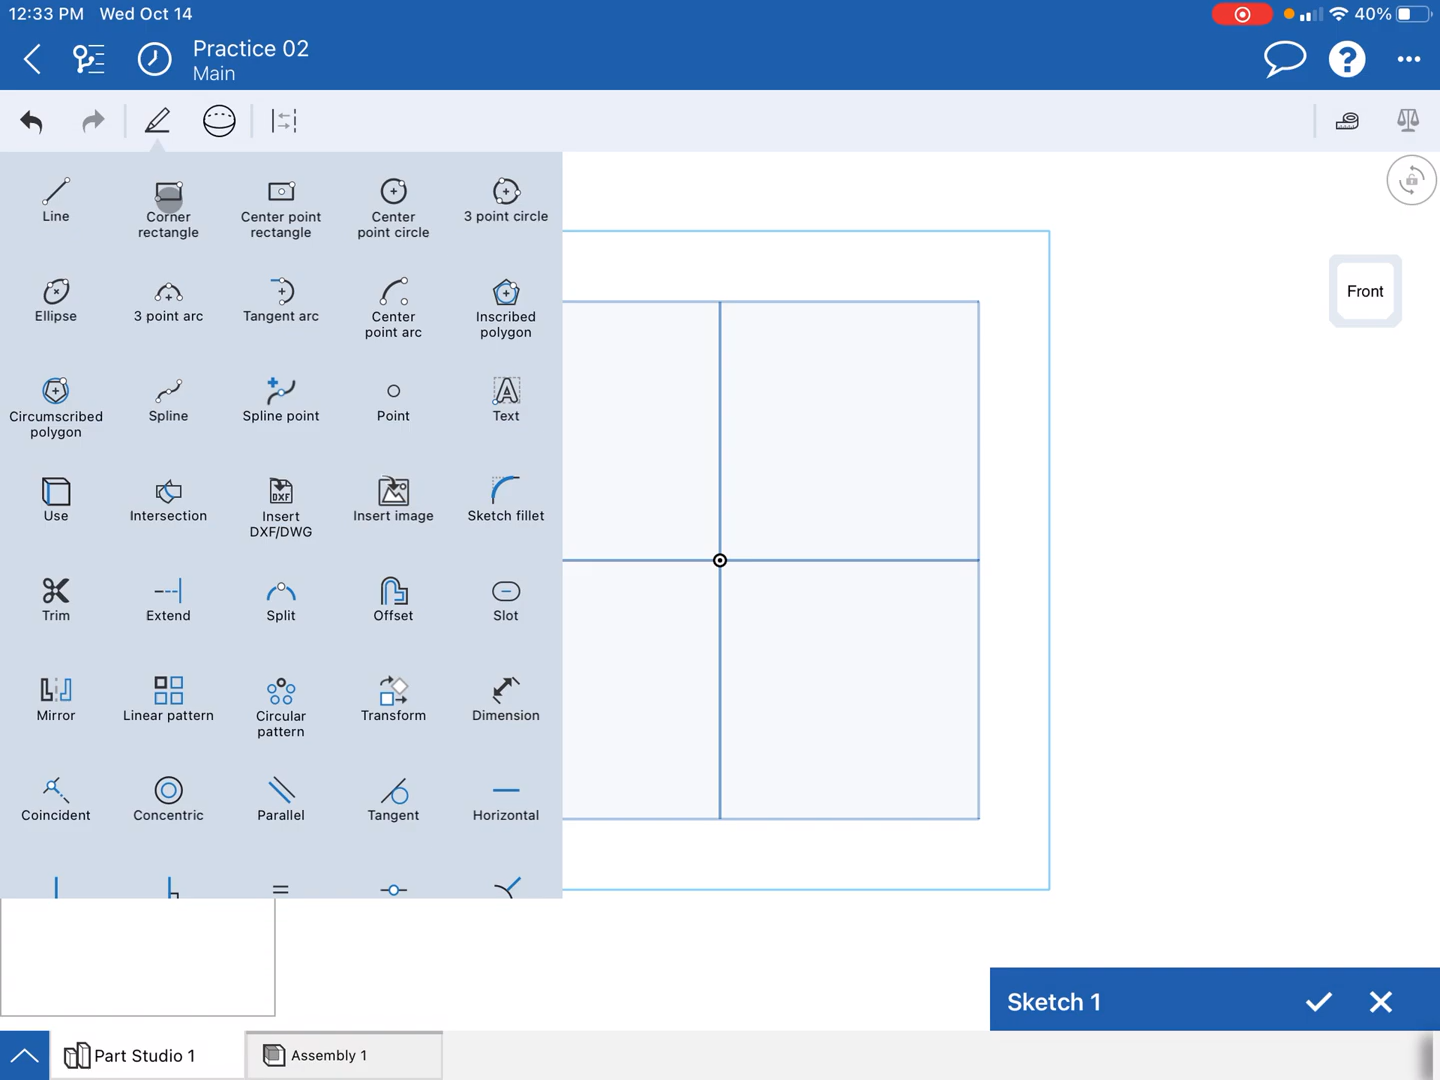 12:33 PM Wed Oct 14
40%
Practice 02
Main
Line
Corner
rectangle
Center point
rectangle
Center
point circle
3 point circle
Front
Ellipse
3 point arc
Tangent arc
Center
point arc
Inscribed
polygon
Circumscribed
polygon
Spline
Spline point
Point
Text
Use
Intersection
DXF
Insert
DXF/DWG
Insert image
Sketch fillet
Trim
Extend
Split
Offset
Slot
Mirror
Linear pattern
Circular
pattern
Transform
Dimension
Coincident
Concentric
Parallel
Tangent
Horizontal
Sketch 1
Part Studio 1
Assembly 1